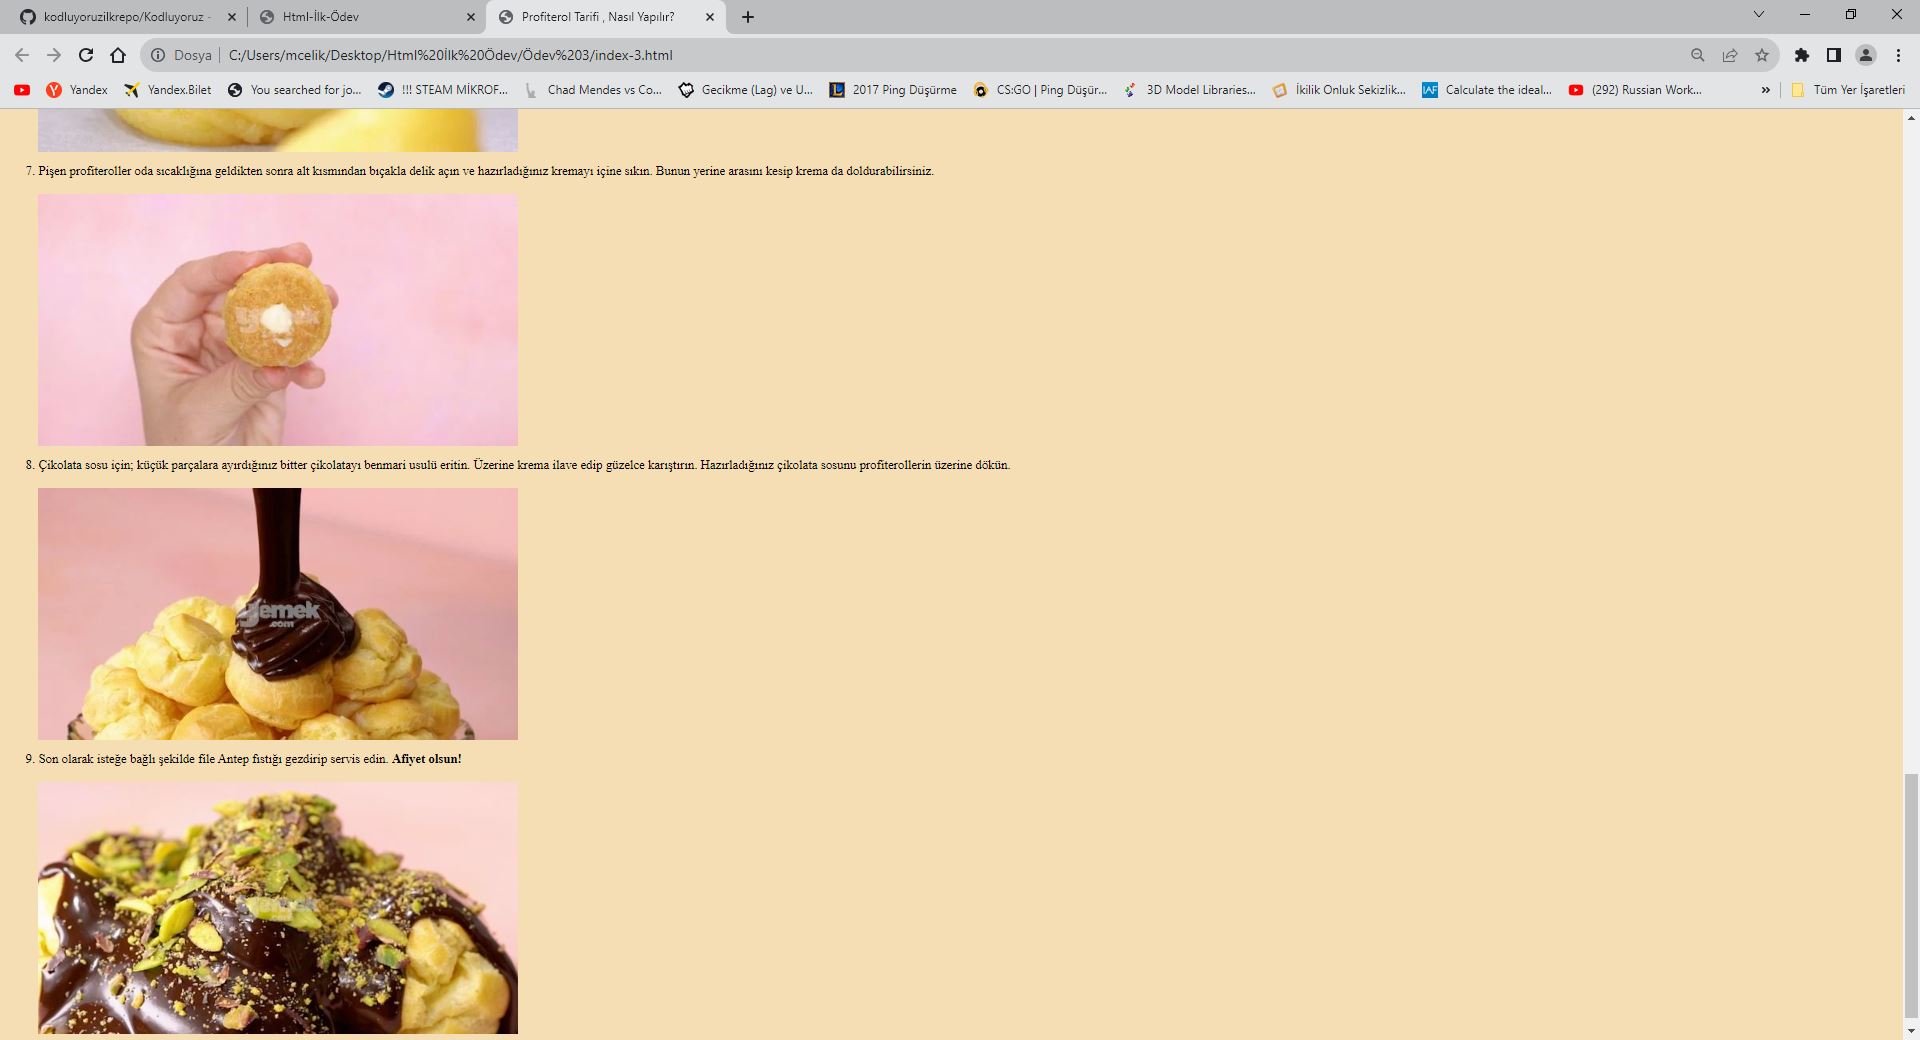 kodluyoruzilkrepo/Kodluyoruz -
Html-İlk-Ödev
Profiterol Tarifi , Nasıl Yapılır?
Dosya
C:/Users/mcelik/Desktop/Html%20İlk%20Ödev/Ödev%203/index-3.html
Yandex
Yandex.Bilet
You searched for jo...
!!! STEAM MİKROF...
Chad Mendes vs Co...
Gecikme (Lag) ve U...
2017 Ping Düşürme
CS:GO | Ping Düşür...
3D Model Libraries...
İkilik Onluk Sekizlik...
IAF
Calculate the ideal...
(292) Russian Work...
»
Tüm Yer İşaretleri
7. Pişen profiteroller oda sıcaklığına geldikten sonra alt kısmından bıçakla delik açın ve hazırladığınız kremayı içine sıkın. Bunun yerine arasını kesip krema da doldurabilirsiniz.
yemek
8. Çikolata sosu için; küçük parçalara ayırdığınız bitter çikolatayı benmari usulü eritin. Üzerine krema ilave edip güzelce karıştırın. Hazırladığınız çikolata sosunu profiterollerin üzerine dökün.
yemek
.com
9. Son olarak isteğe bağlı şekilde file Antep fıstığı gezdirip servis edin. Afiyet olsun!
yemek
.com